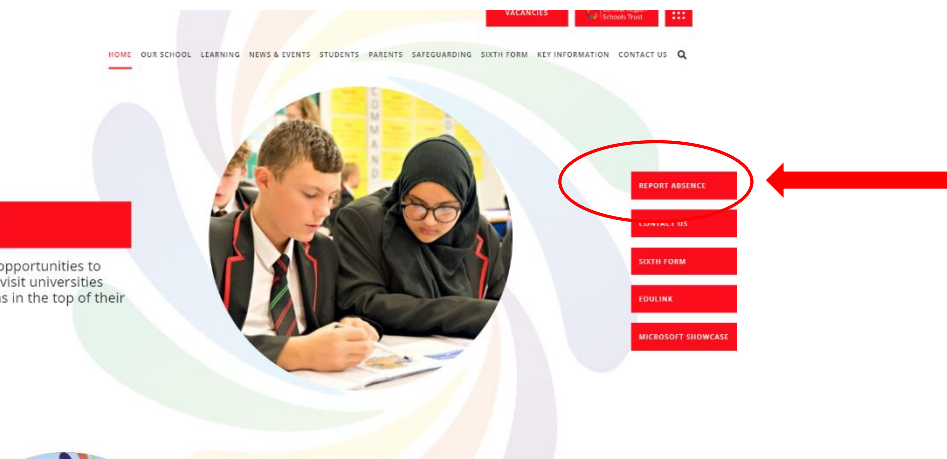 VACANCIES
Schools Trust
HOME OUR SCHOOL LEARNING NEWS & EVENTS STUDENTS PARENTS SAFEGUARDING SIXTH FORM KEY INFORMATION CONTACT US
COMMAND
REPORT ABSENCE
CONTACT US
SIXTH FORM
EDULINK
MICROSOFT SHOWCASE
opportunities to
visit universities
s in the top of their